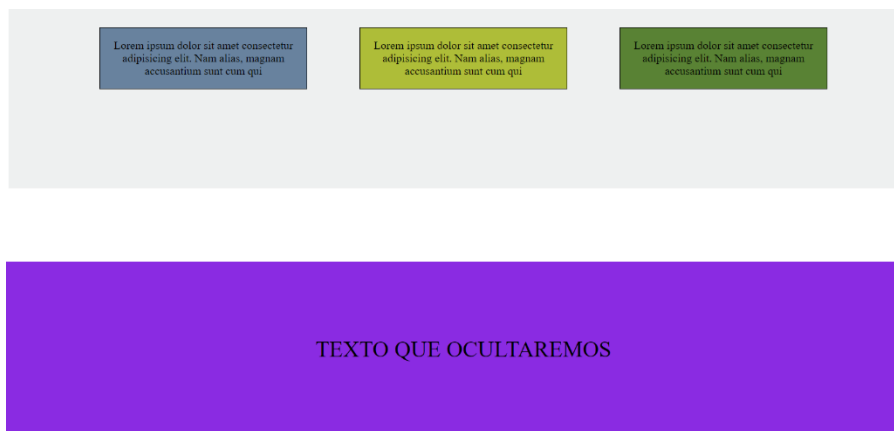 Lorem ipsum dolor sit amet consectetur
adipisicing elit. Nam alias, magnam
accusantium sunt cum qui
Lorem ipsum dolor sit amet consectetur
adipisicing elit. Nam alias, magnam
accusantium sunt cum qui
Lorem ipsum dolor sit amet consectetur
adipisicing elit. Nam alias, magnam
accusantium sunt cum qui
TEXTO QUE OCULTAREMOS